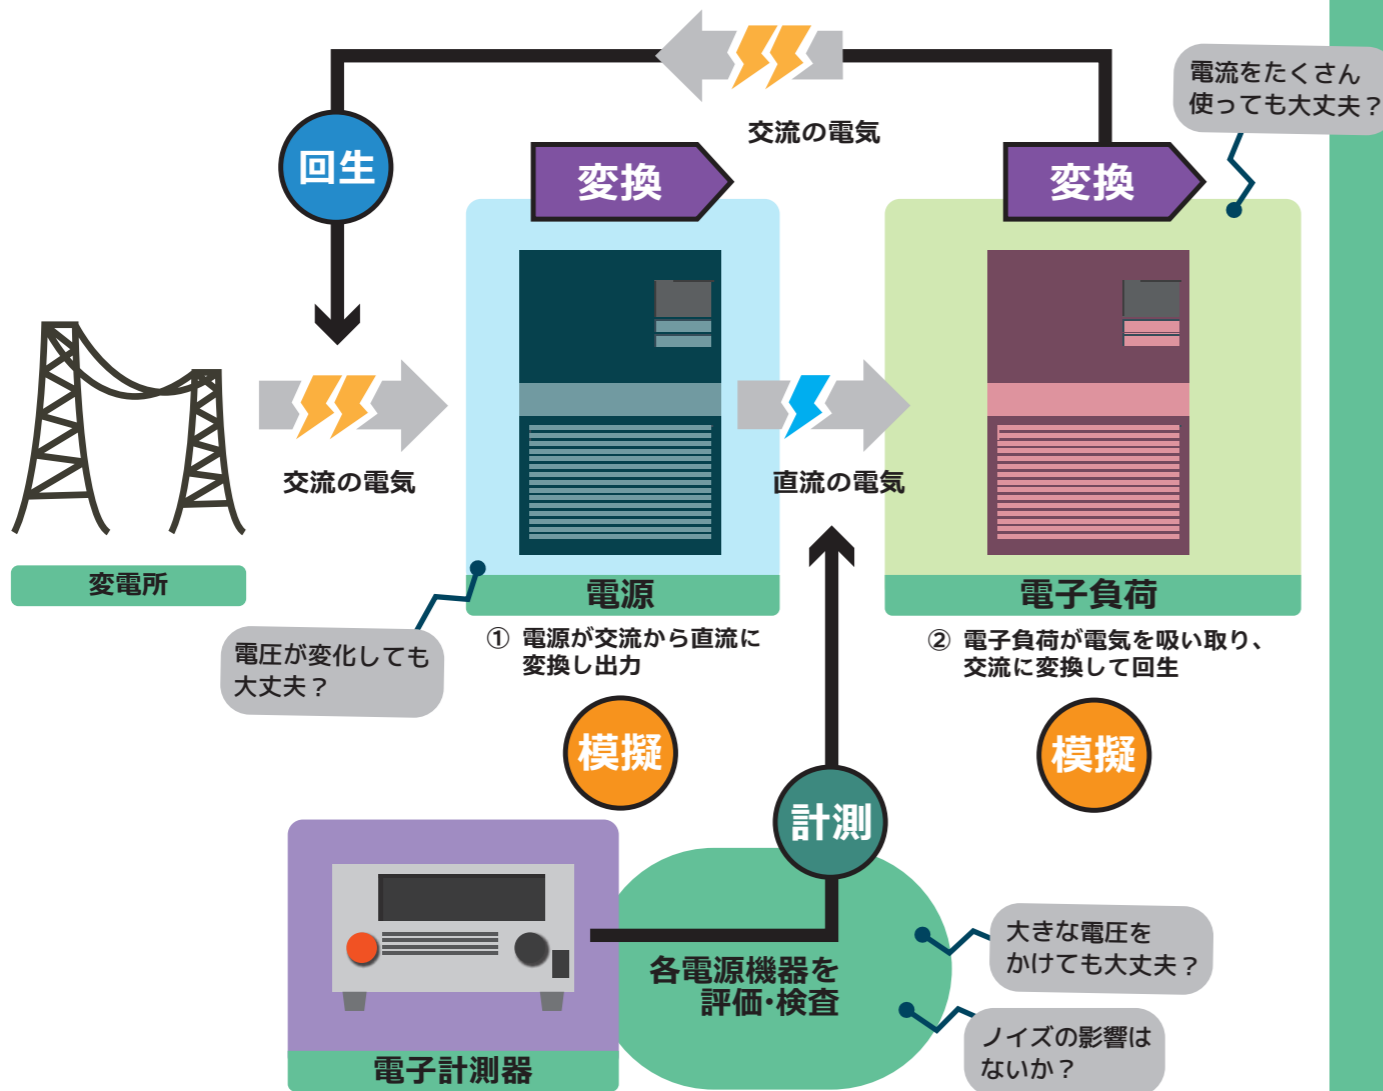 電流をたくさん
使っても大丈夫？
交流の電気
回生
変換
変換
交流の電気
直流の電気
変電所
電源
電子負荷
① 電源が交流から直流に
変換し出力
② 電子負荷が電気を吸い取り、
交流に変換して回生
電圧が変化しても
大丈夫？
模擬
模擬
計測
各電源機器を
評価・検査
大きな電圧を
かけても大丈夫？
ノイズの影響は
ないか？
電子計測器